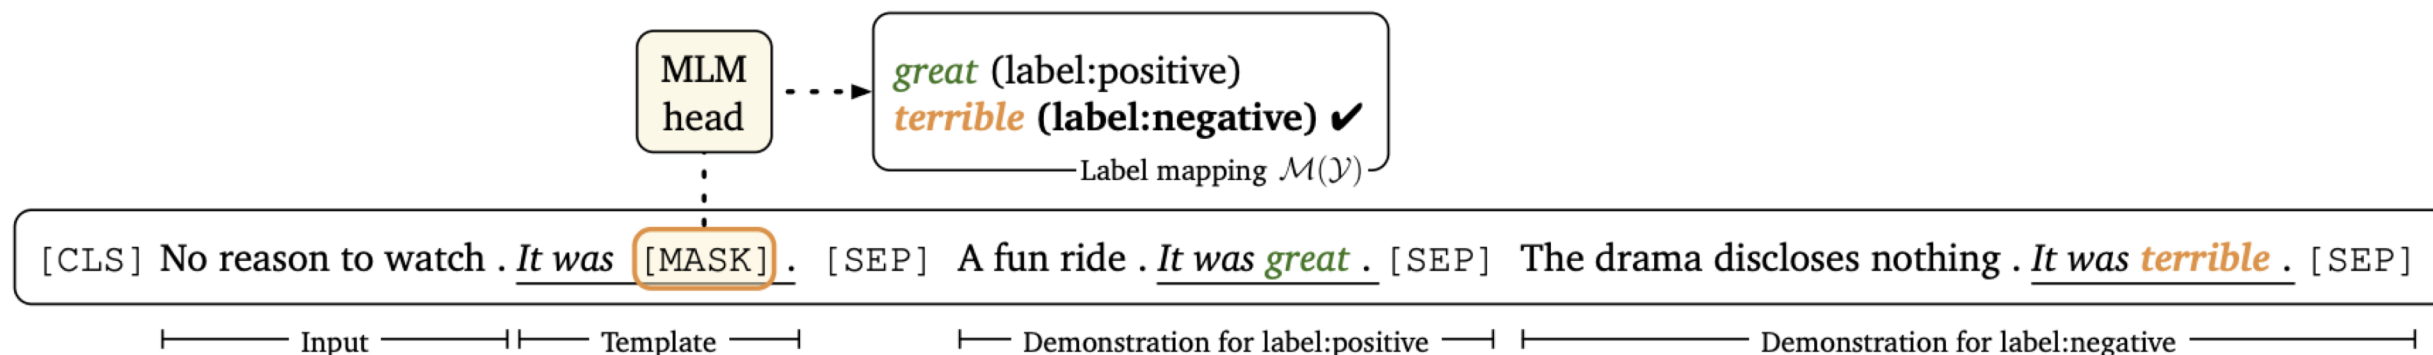 MLM
head
great (label:positive)
terrible (label:negative) ✔
Label mapping M(Y)
[CLS] No reason to watch . It was [MASK] . [SEP] A fun ride . It was great . [SEP] The drama discloses nothing . It was terrible . [SEP]
Input Template Demonstration for label:positive Demonstration for label:negative